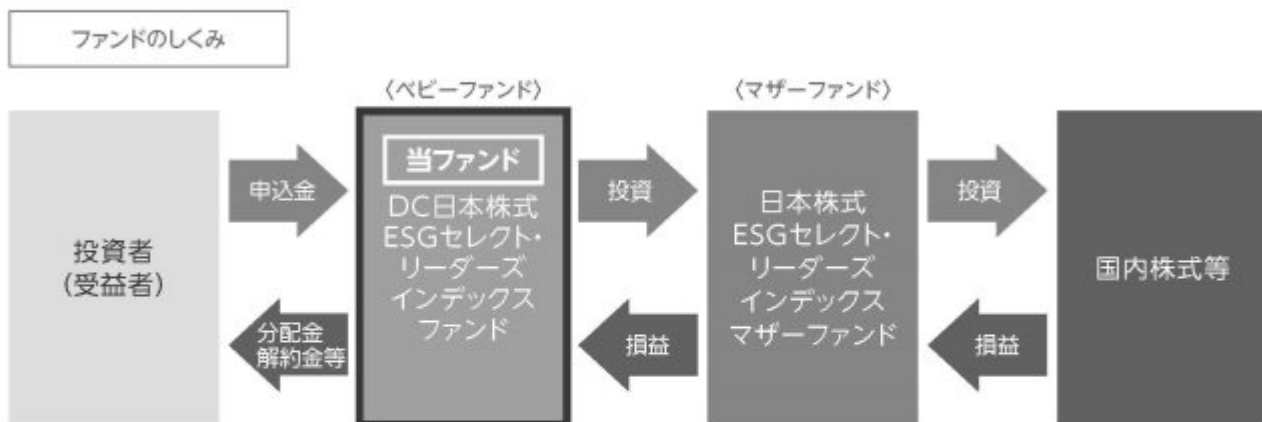 ファンドのしくみ
〈ベビーファンド〉
〈マザーファンド〉
投資者
(受益者)
申込金
分配金
解約金等
当ファンド
DC日本株式
ESGセレクト・
リーダーズ
インデックス
ファンド
投資
損益
日本株式
ESGセレクト・
リーダーズ
インデックス
マザーファンド
投資
損益
国内株式等